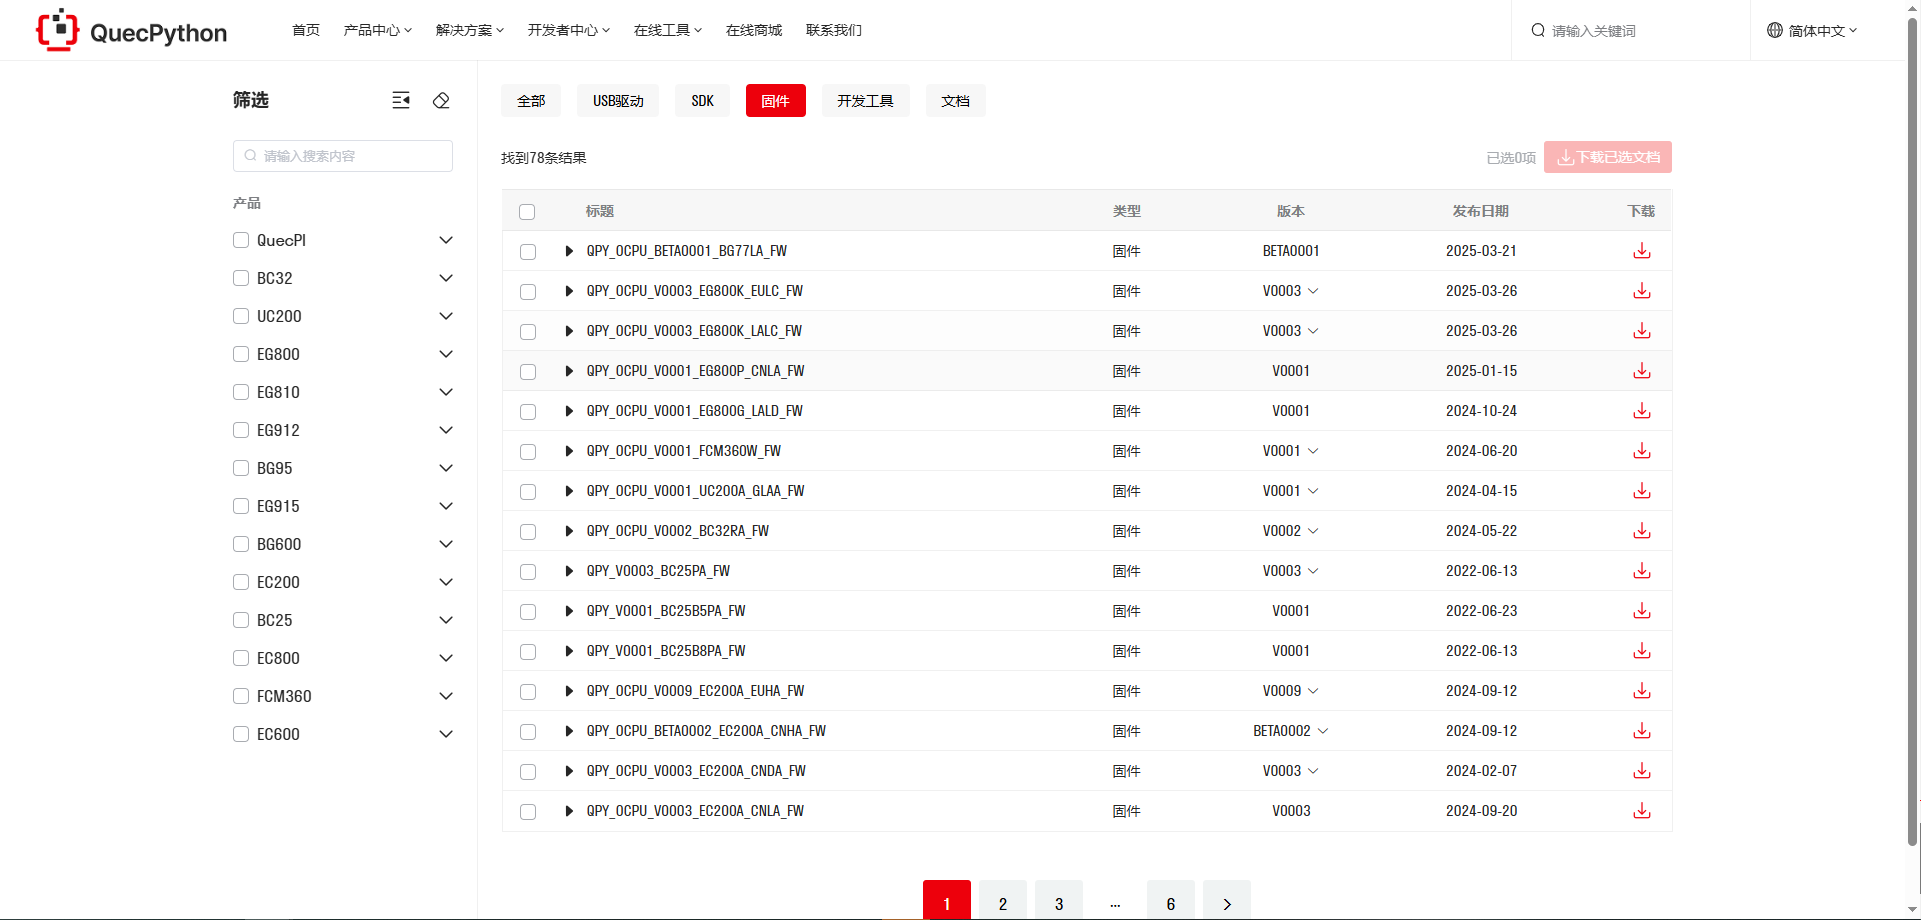 QuecPython 首页 产品中心 解决方案 开发者中心 在线工具 在线商城 联系我们 请输入关键词 简体中文
筛选
请输入搜索内容
产品
QuecPI
BC32
UC200
EG800
EG810
EG912
BG95
EG915
BG600
EC200
BC25
EC800
FCM360
EC600
全部 USB驱动 SDK 固件 开发工具 文档
找到78条结果 已选0项 下载已选文档
标题 类型 版本 发布日期 下载
QPY_OCPU_BETA0001_BG77LA_FW 固件 BETA0001 2025-03-21
QPY_OCPU_V0003_EG800K_EULC_FW 固件 V0003 2025-03-26
QPY_OCPU_V0003_EG800K_LALC_FW 固件 V0003 2025-03-26
QPY_OCPU_V0001_EG800P_CNLA_FW 固件 V0001 2025-01-15
QPY_OCPU_V0001_EG800G_LALD_FW 固件 V0001 2024-10-24
QPY_OCPU_V0001_FCM360W_FW 固件 V0001 2024-06-20
QPY_OCPU_V0001_UC200A_GLAA_FW 固件 V0001 2024-04-15
QPY_OCPU_V0002_BC32RA_FW 固件 V0002 2024-05-22
QPY_V0003_BC25PA_FW 固件 V0003 2022-06-13
QPY_V0001_BC25B5PA_FW 固件 V0001 2022-06-23
QPY_V0001_BC25B8PA_FW 固件 V0001 2022-06-13
QPY_OCPU_V0009_EC200A_EUHA_FW 固件 V0009 2024-09-12
QPY_OCPU_BETA0002_EC200A_CNHA_FW 固件 BETA0002 2024-09-12
QPY_OCPU_V0003_EC200A_CNDA_FW 固件 V0003 2024-02-07
QPY_OCPU_V0003_EC200A_CNLA_FW 固件 V0003 2024-09-20
1 2 3 ... 6 >